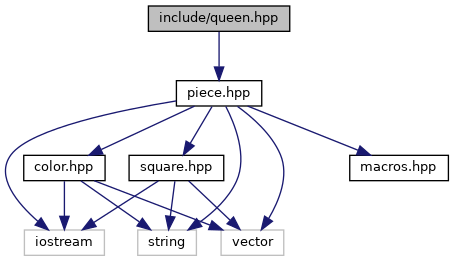 include/queen.hpp
piece.hpp
color.hpp
square.hpp
macros.hpp
iostream
string
vector